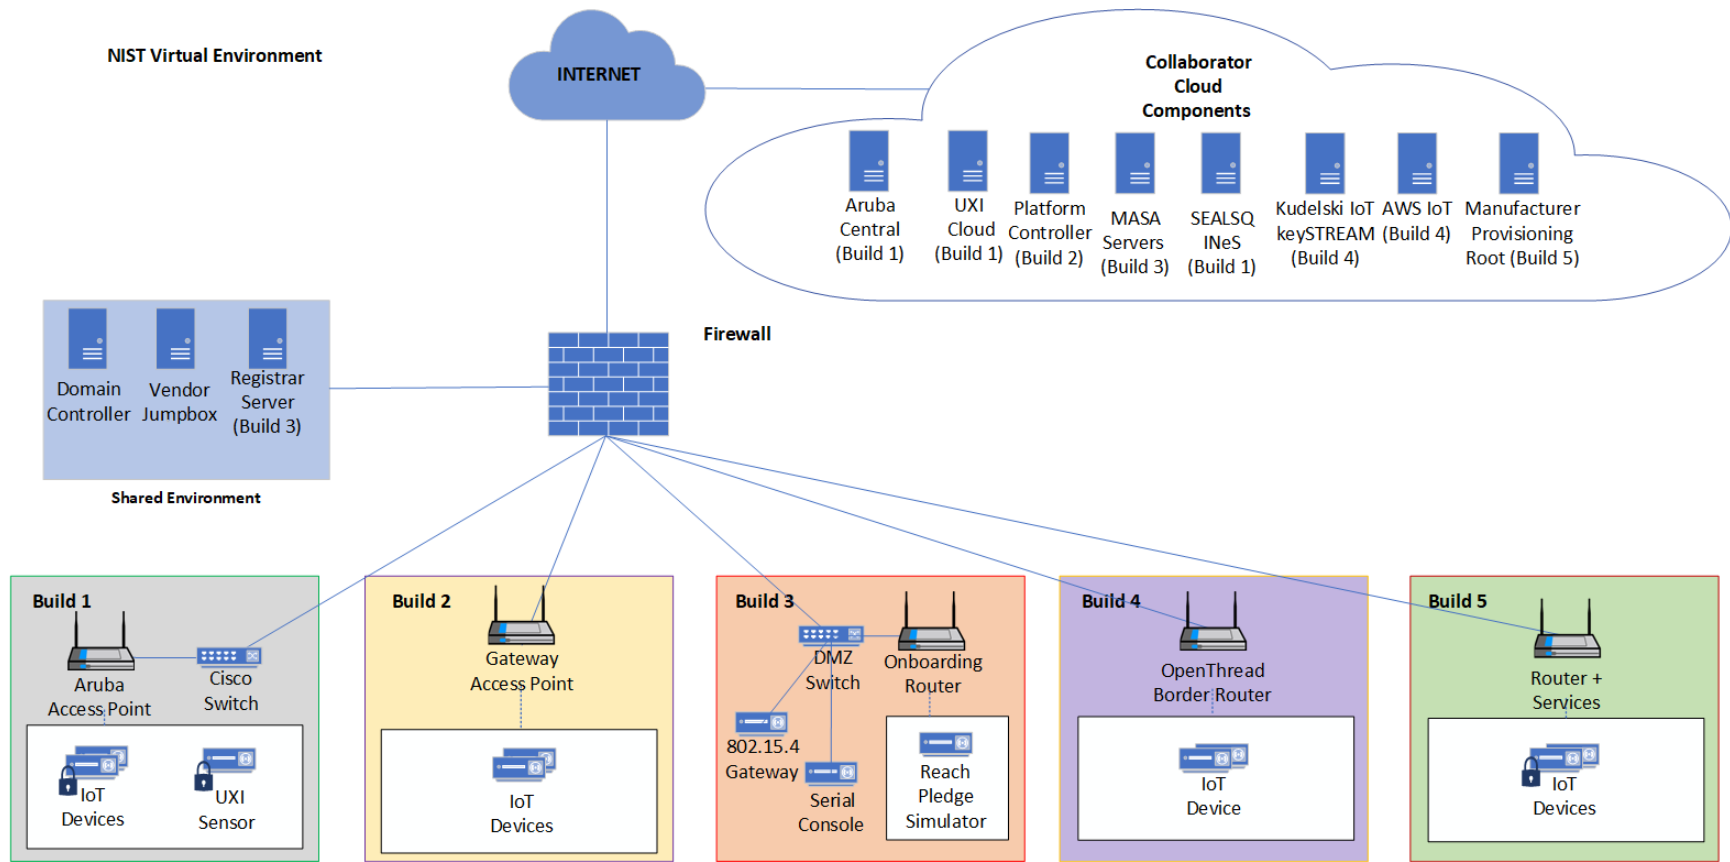 NIST Virtual Environment
INTERNET
Collaborator
Cloud
Components
Aruba
Central
(Build 1)
UXI
Cloud
(Build 1)
Platform
Controller
(Build 2)
MASA
Servers
(Build 3)
SEALSQ
INeS
(Build 1)
Kudelski IoT
keySTREAM
(Build 4)
AWS IoT
(Build 4)
Manufacturer
Provisioning
Root (Build 5)
Firewall
Domain
Controller
Vendor
Jumpbox
Registrar
Server
(Build 3)
Shared Environment
Build 1
Aruba
Access Point
Cisco
Switch
IoT
Devices
UXI
Sensor
Build 2
Gateway
Access Point
IoT
Devices
Build 3
DMZ
Switch
Onboarding
Router
802.15.4
Gateway
Serial
Console
Reach
Pledge
Simulator
Build 4
OpenThread
Border Router
IoT
Device
Build 5
Router +
Services
IoT
Devices